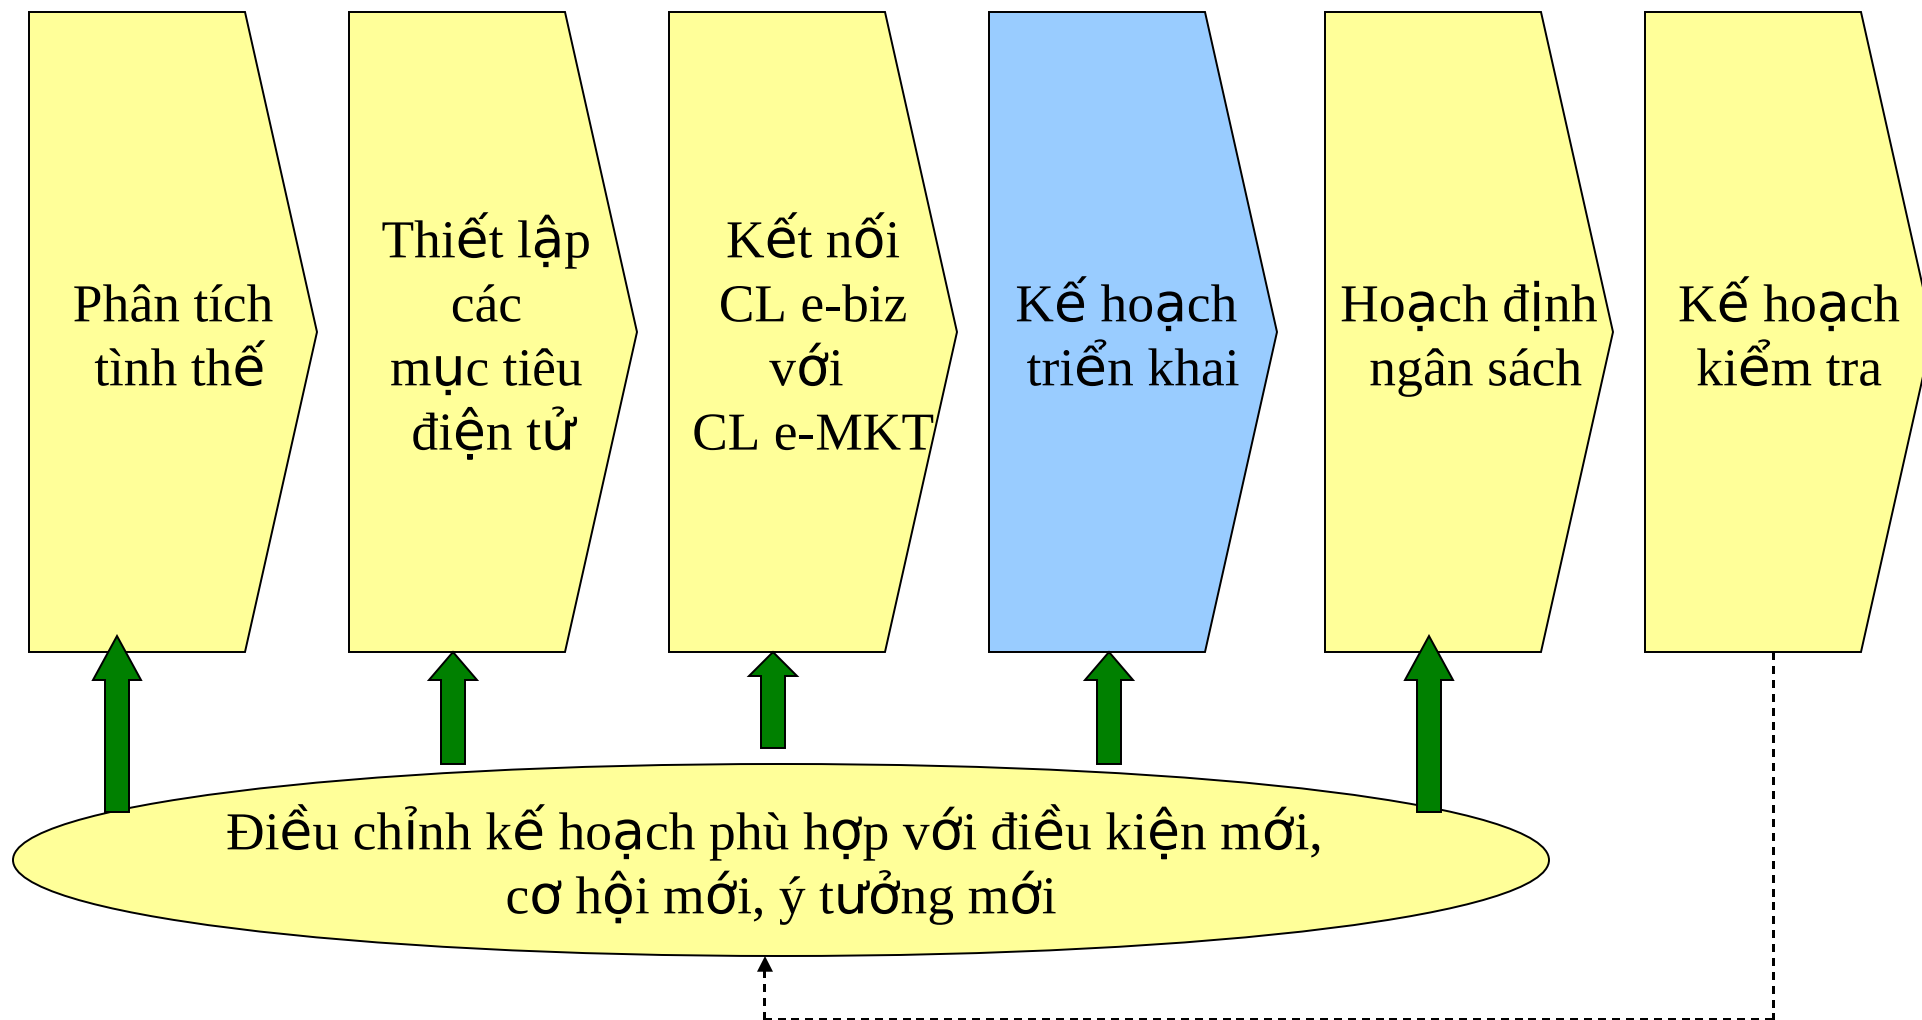 Phân tích
tình thế
Thiết lập
các
mục tiêu
điện tử
Kết nối
CL e-biz
với
CL e-MKT
Kế hoạch
triển khai
Hoạch định
ngân sách
Kế hoạch
kiểm tra
Điều chỉnh kế hoạch phù hợp với điều kiện mới,
cơ hội mới, ý tưởng mới